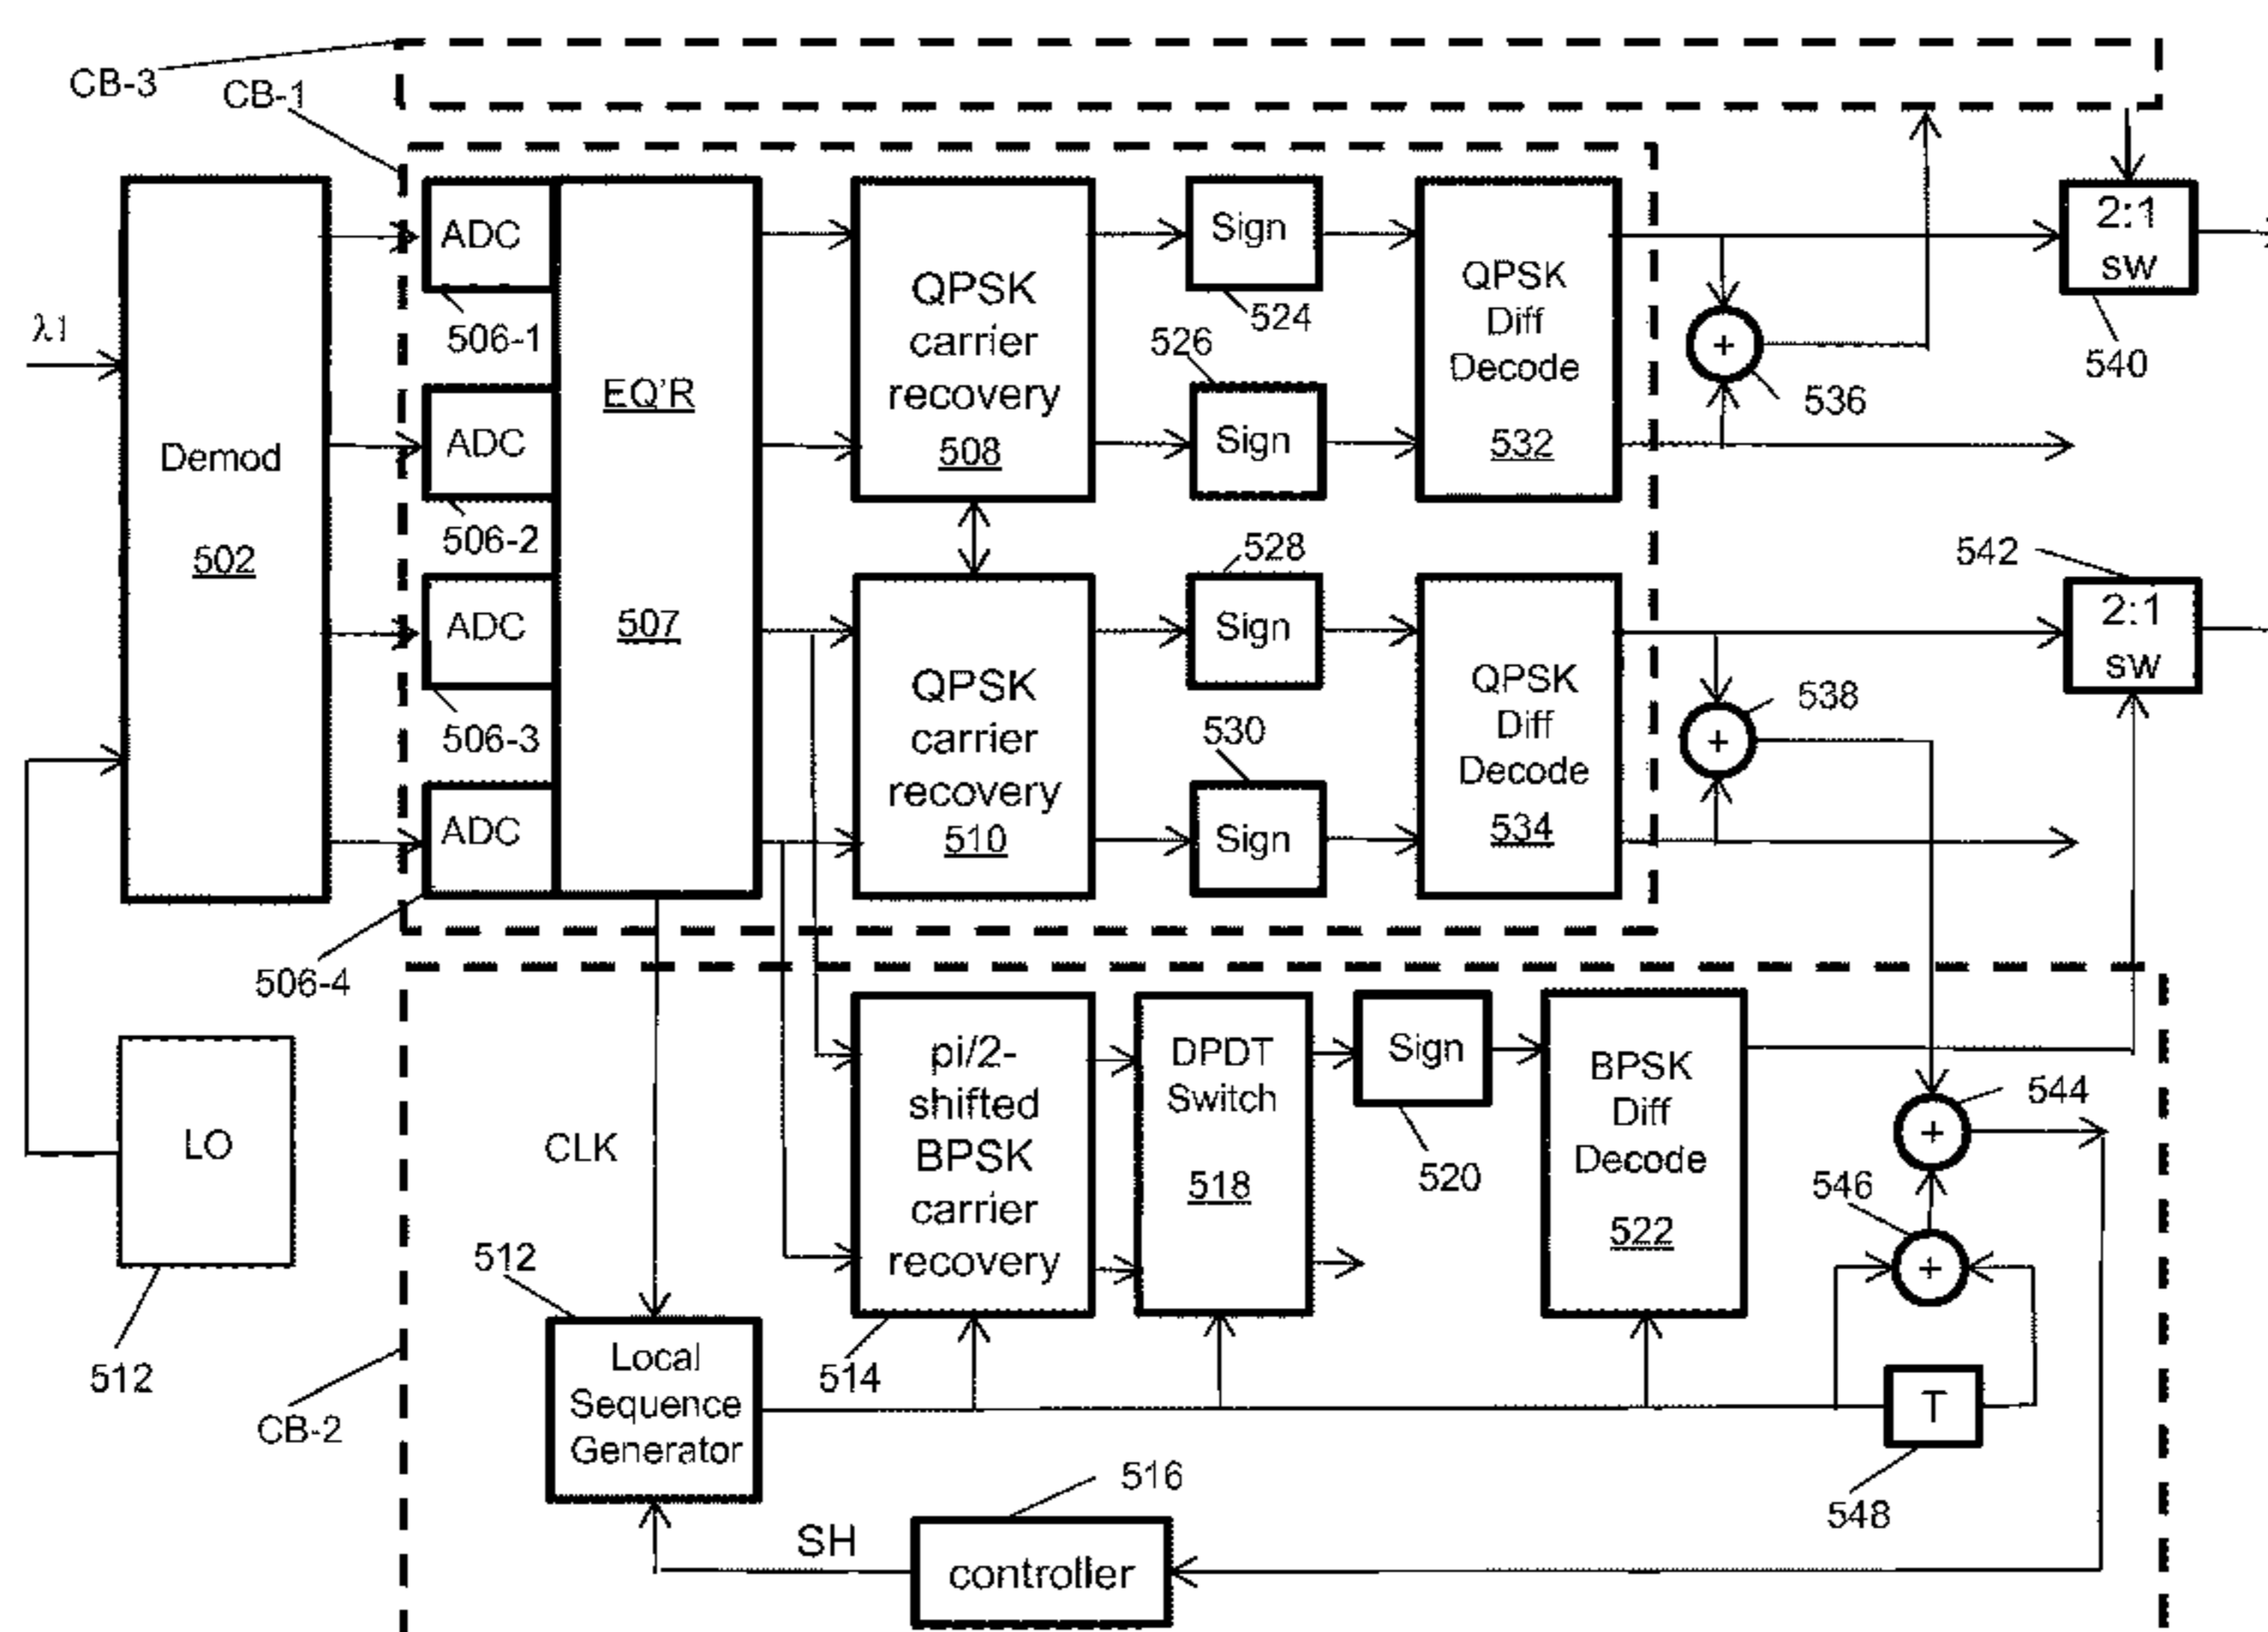 CB-3
CB-1
λ1
Demod
502
LO
512
ADC
506-1
ADC
506-2
ADC
506-3
ADC
506-4
EQ'R
507
QPSK
carrier
recovery
508
QPSK
carrier
recovery
510
Sign
524
526
Sign
528
Sign
530
Sign
QPSK
Diff
Decode
532
QPSK
Diff
Decode
534
+
536
+
538
2:1
sw
540
542
2:1
sw
CB-2
CLK
512
Local
Sequence
Generator
pi/2-
shifted
BPSK
carrier
recovery
514
DPDT
Switch
518
Sign
520
BPSK
Diff
Decode
522
+
544
546
+
T
548
SH
516
controller